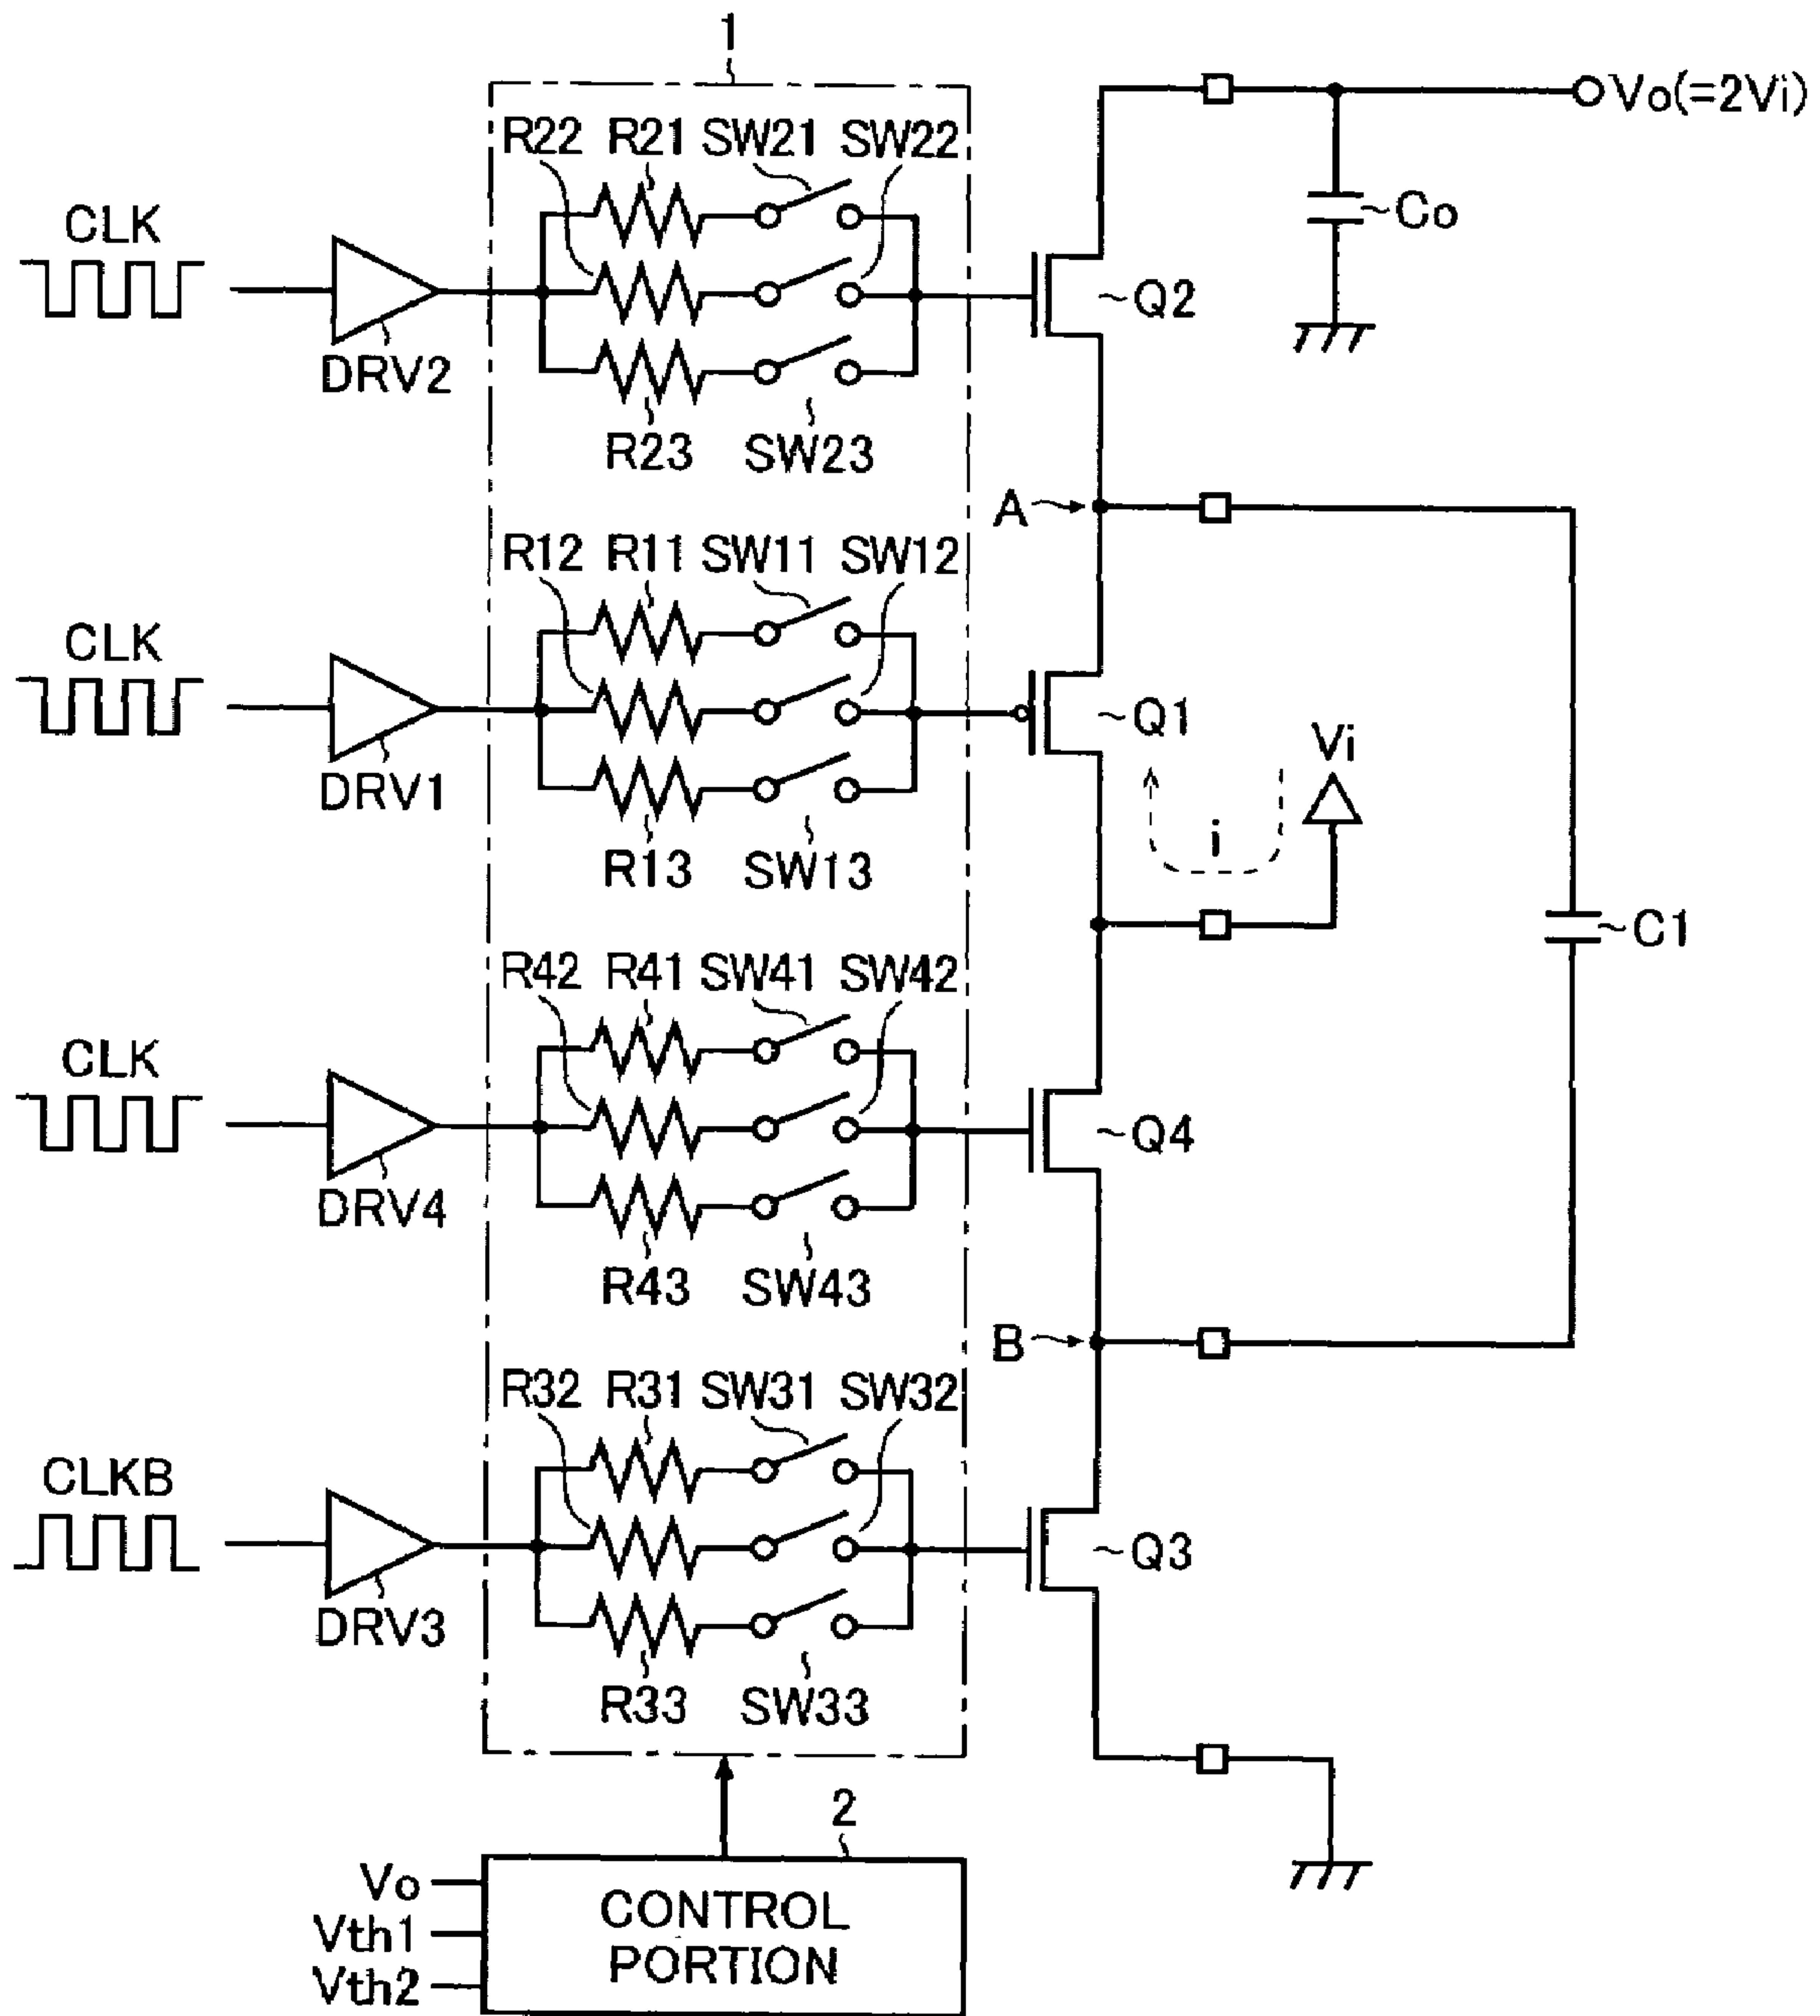 1
Vo(=2Vi)
R22 R21 SW21 SW22
CLK
Co
Q2
DRV2
R23 SW23
A
R12 R11 SW11 SW12
CLK
Q1
Vi
DRV1
i
R13 SW13
C1
R42 R41 SW41 SW42
CLK
Q4
DRV4
R43 SW43
B
R32 R31 SW31 SW32
CLKB
Q3
DRV3
R33 SW33
2
Vo
Vth1
Vth2
CONTROL
PORTION